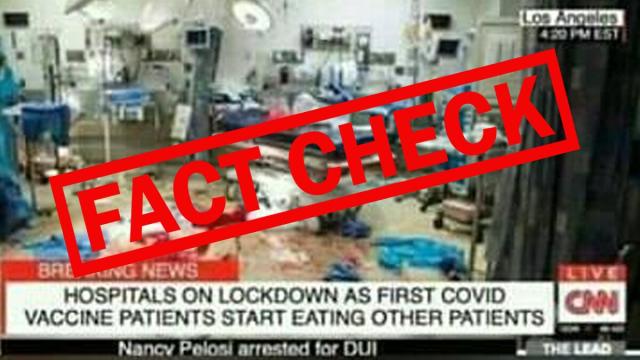 Los Angeles
4:20 PM EST
FACT CHECK
BREAKING NEWS
HOSPITALS ON LOCKDOWN AS FIRST COVID
VACCINE PATIENTS START EATING OTHER PATIENTS
LIVE
CNN
Nancy Pelosi arrested for DUI
THE LEAD